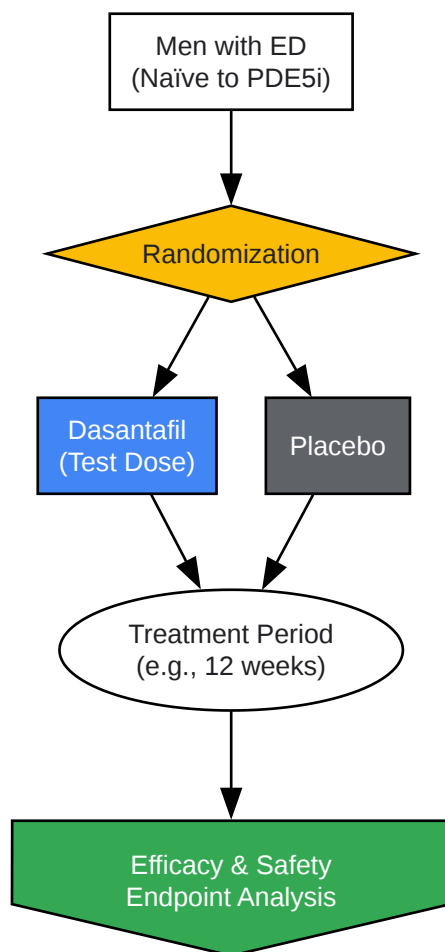 Men with ED
(Naïve to PDE5i)
Randomization
Dasantafil
(Test Dose)
Placebo
Treatment Period
(e.g., 12 weeks)
Efficacy & Safety
Endpoint Analysis